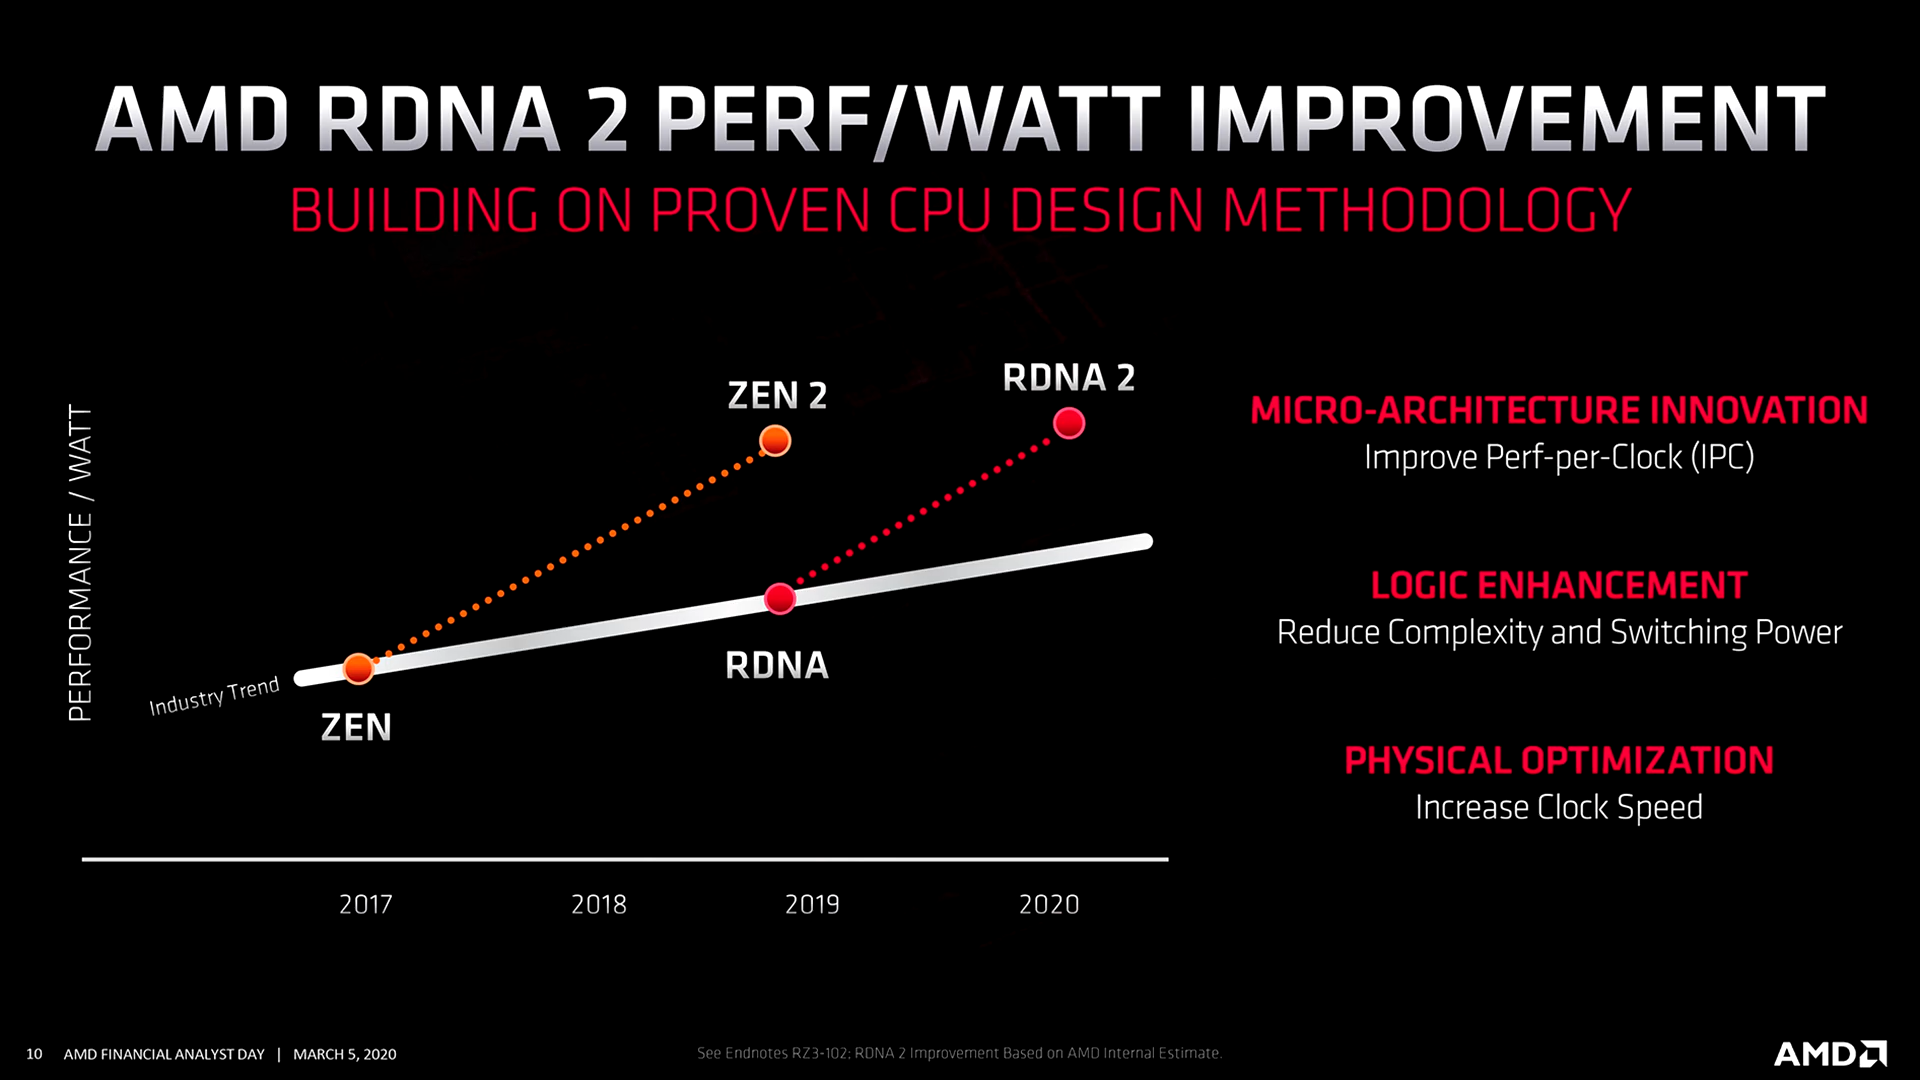 AMD RDNA 2 PERF/WATT IMPROVEMENT
BUILDING ON PROVEN CPU DESIGN METHODOLOGY
PERFORMANCE / WATT
ZEN 2
RDNA 2
Industry Trend
ZEN
RDNA
2017
2018
2019
2020
MICRO-ARCHITECTURE INNOVATION
Improve Perf-per-Clock (IPC)
LOGIC ENHANCEMENT
Reduce Complexity and Switching Power
PHYSICAL OPTIMIZATION
Increase Clock Speed
10 AMD FINANCIAL ANALYST DAY | MARCH 5, 2020
See Endnotes RZ3-102; RDNA 2 Improvement Based on AMD Internal Estimate.
AMD